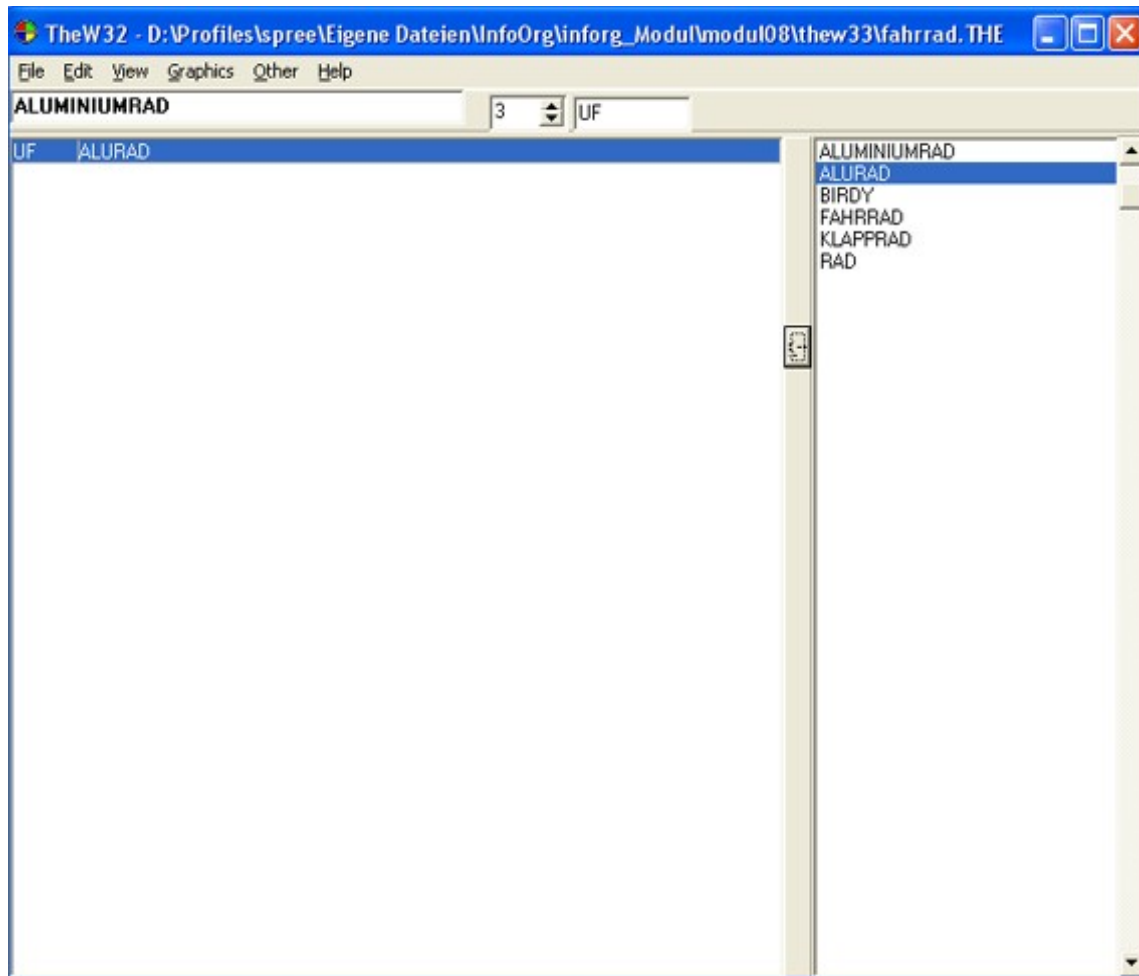 TheW32 - D:\Profiles\spree\Eigene Dateien\InfoOrg\inforg_Modul\modul08\thew33\fahrrad.THE
File Edit View Graphics Other Help
ALUMINIUMRAD 3 UF
UF ALURAD
ALUMINIUMRAD
ALURAD
BIRDY
FAHRRAD
KLAPPRAD
RAD